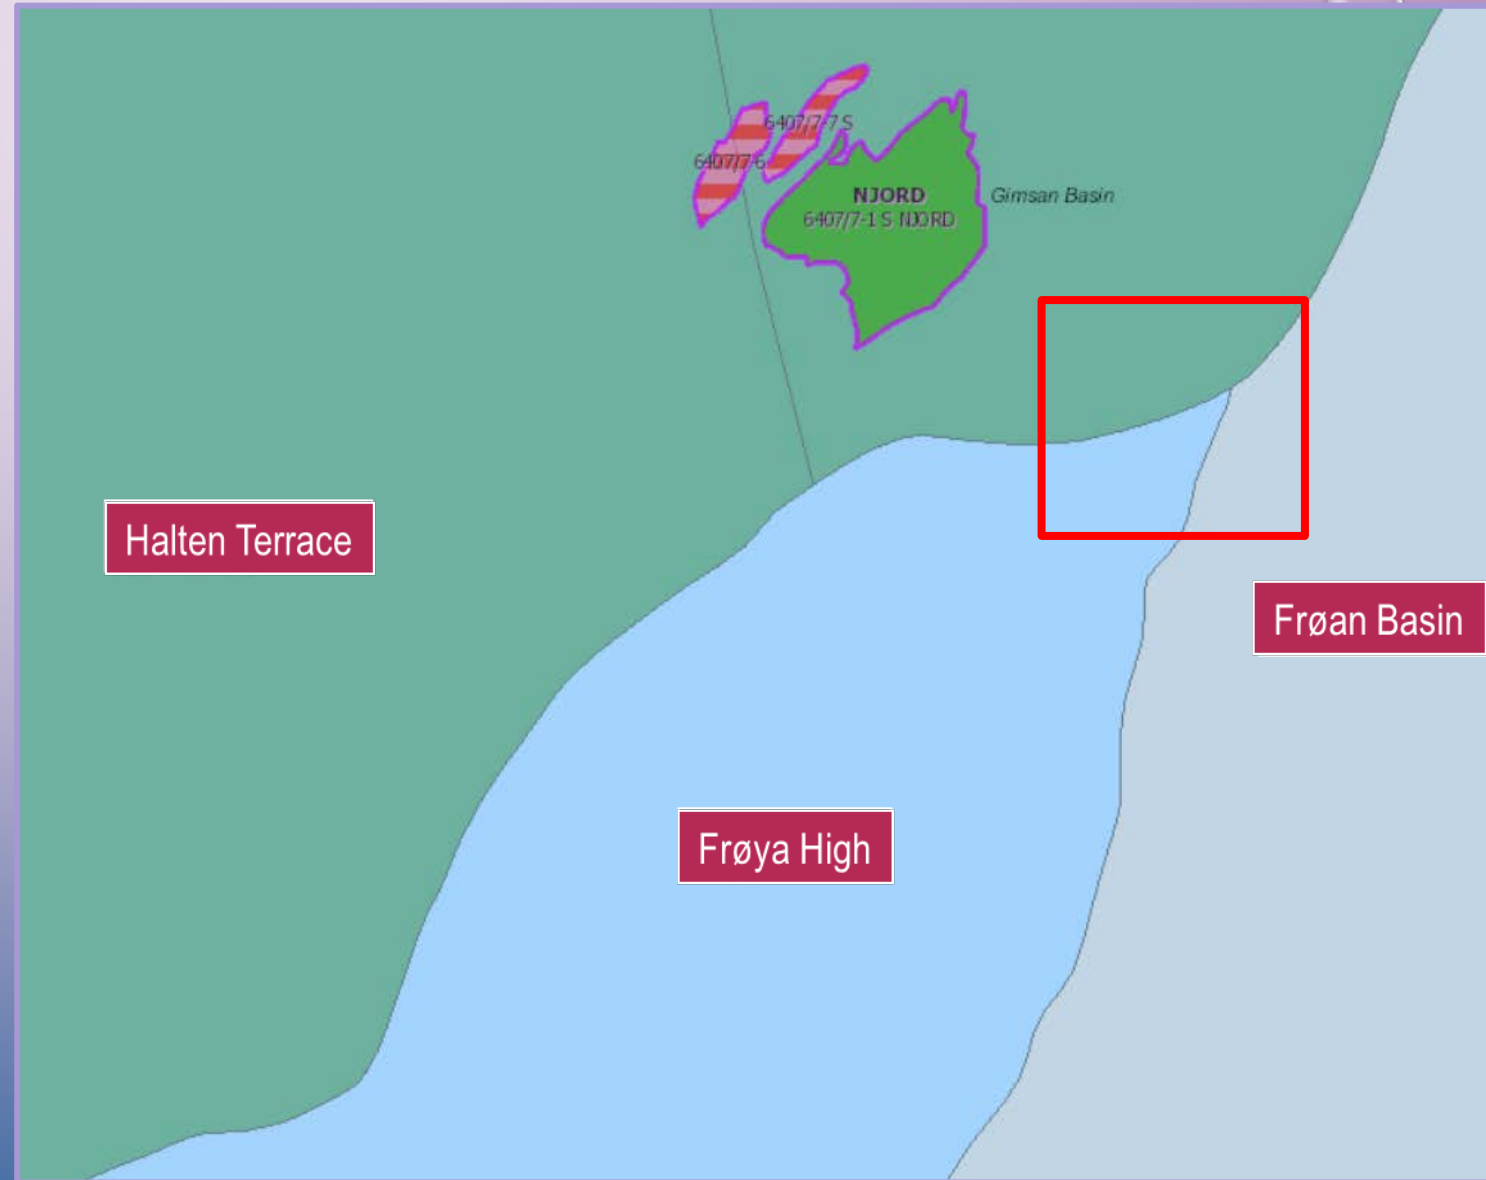 6407/7-7 S
6407/7-6
NJORD
6407/7-1 S NJORD
Gimsan Basin
Halten Terrace
Frøan Basin
Frøya High